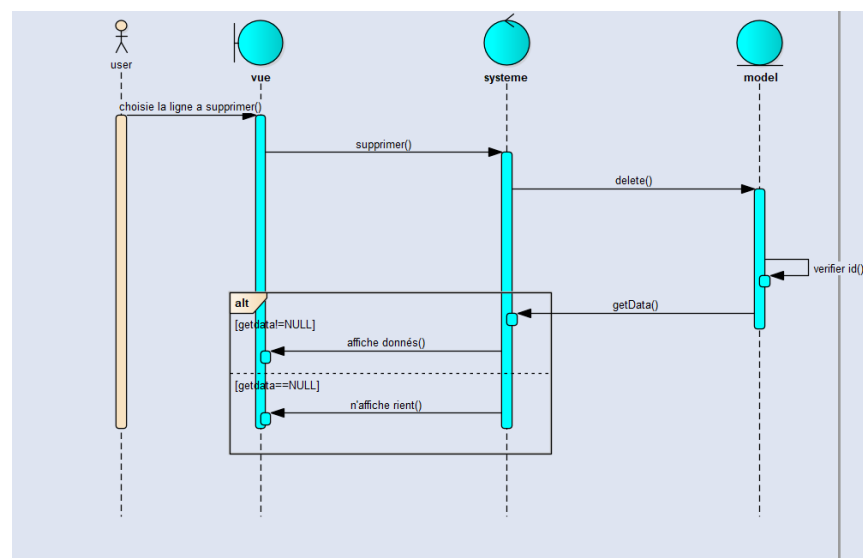 user
vue
systeme
model
choisie la ligne a supprimer()
supprimer()
delete()
verifier id()
alt
getData()
[getdata!=NULL]
affiche donnés()
[getdata==NULL]
n'affiche rient()